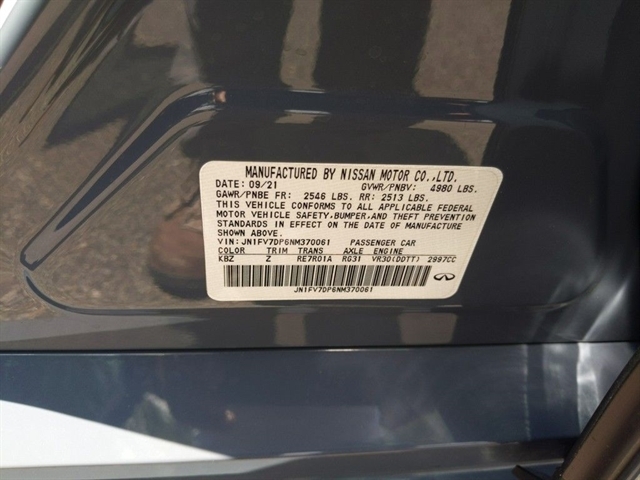 MANUFACTURED BY NISSAN MOTOR CO.,LTD.
DATE: 09/21 GVWR/PNBV: 4980 LBS.
GAWR/PNBE FR: 2546 LBS. RR: 2513 LBS.
THIS VEHICLE CONFORMS TO ALL APPLICABLE FEDERAL
MOTOR VEHICLE SAFETY, BUMPER, AND THEFT PREVENTION
STANDARDS IN EFFECT ON THE DATE OF MANUFACTURE
SHOWN ABOVE.
VIN: JN1FV7DP6NM370061 PASSENGER CAR
COLOR TRIM TRANS AXLE ENGINE
KBZ Z RE7R01A RG31 VR30(DDTT) 2997CC
JN1FV7DP6NM370061